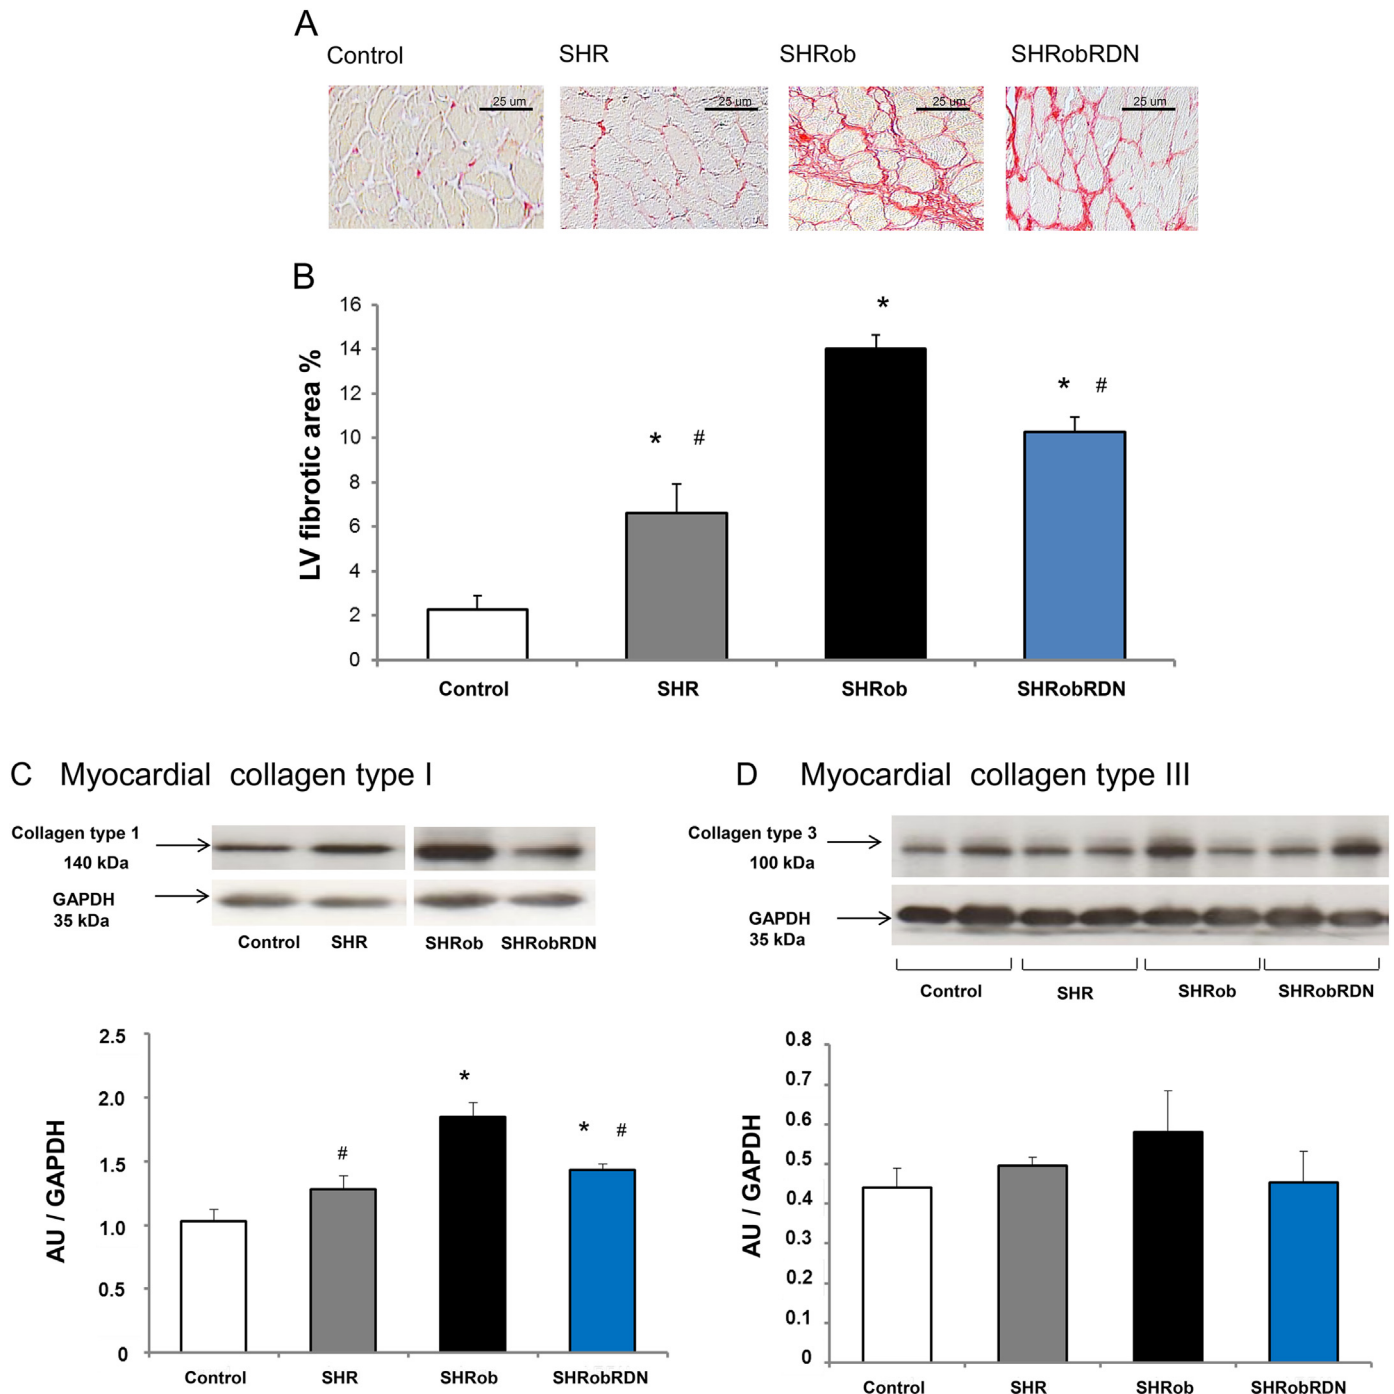 A
Control SHR SHRob SHRobRDN
25 um 25 um 25 um 25 um
B
LV fibrotic area %
16
14
12
10
8
6
4
2
0
*
* #
* #
Control SHR SHRob SHRobRDN
C Myocardial collagen type I
Collagen type 1
140 kDa
GAPDH
35 kDa
Control SHR SHRob SHRobRDN
AU / GAPDH
2.5
2.0
1.5
1.0
0.5
0
#
*
* #
Control SHR SHRob SHRobRDN
D Myocardial collagen type III
Collagen type 3
100 kDa
GAPDH
35 kDa
Control SHR SHRob SHRobRDN
AU / GAPDH
0.8
0.7
0.6
0.5
0.4
0.3
0.2
0.1
0
Control SHR SHRob SHRobRDN